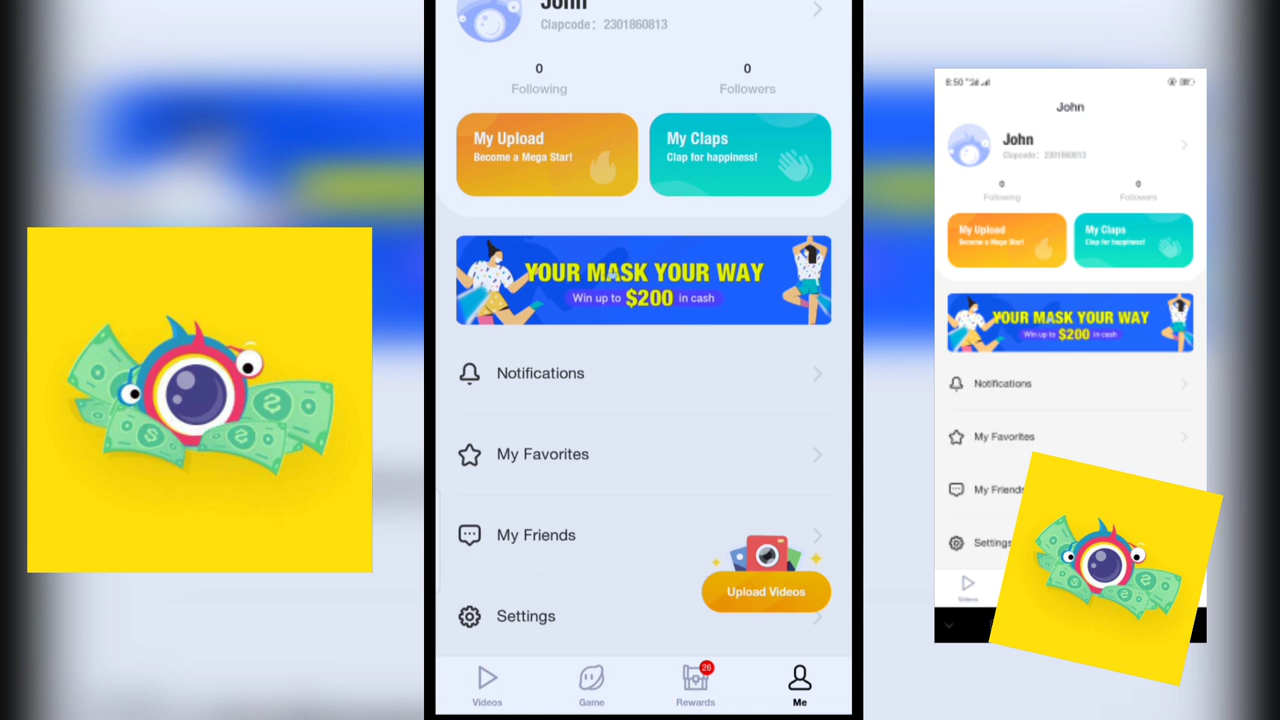 John
Clapcode： 2301860813
0
Following
0
Followers
My Upload
Become a Mega Star!
My Claps
Clap for happiness!
YOUR MASK YOUR WAY
Win up to $200 in cash
Notifications
My Favorites
My Friends
Settings
Upload Videos
Videos
Game
26
Rewards
Me
8:50
John
John
Clapcode： 2301860813
0
Following
0
Followers
My Upload
Become a Mega Star!
My Claps
Clap for happiness!
YOUR MASK YOUR WAY
Win up to $200 in cash
Notifications
My Favorites
My Friends
Settings
Videos